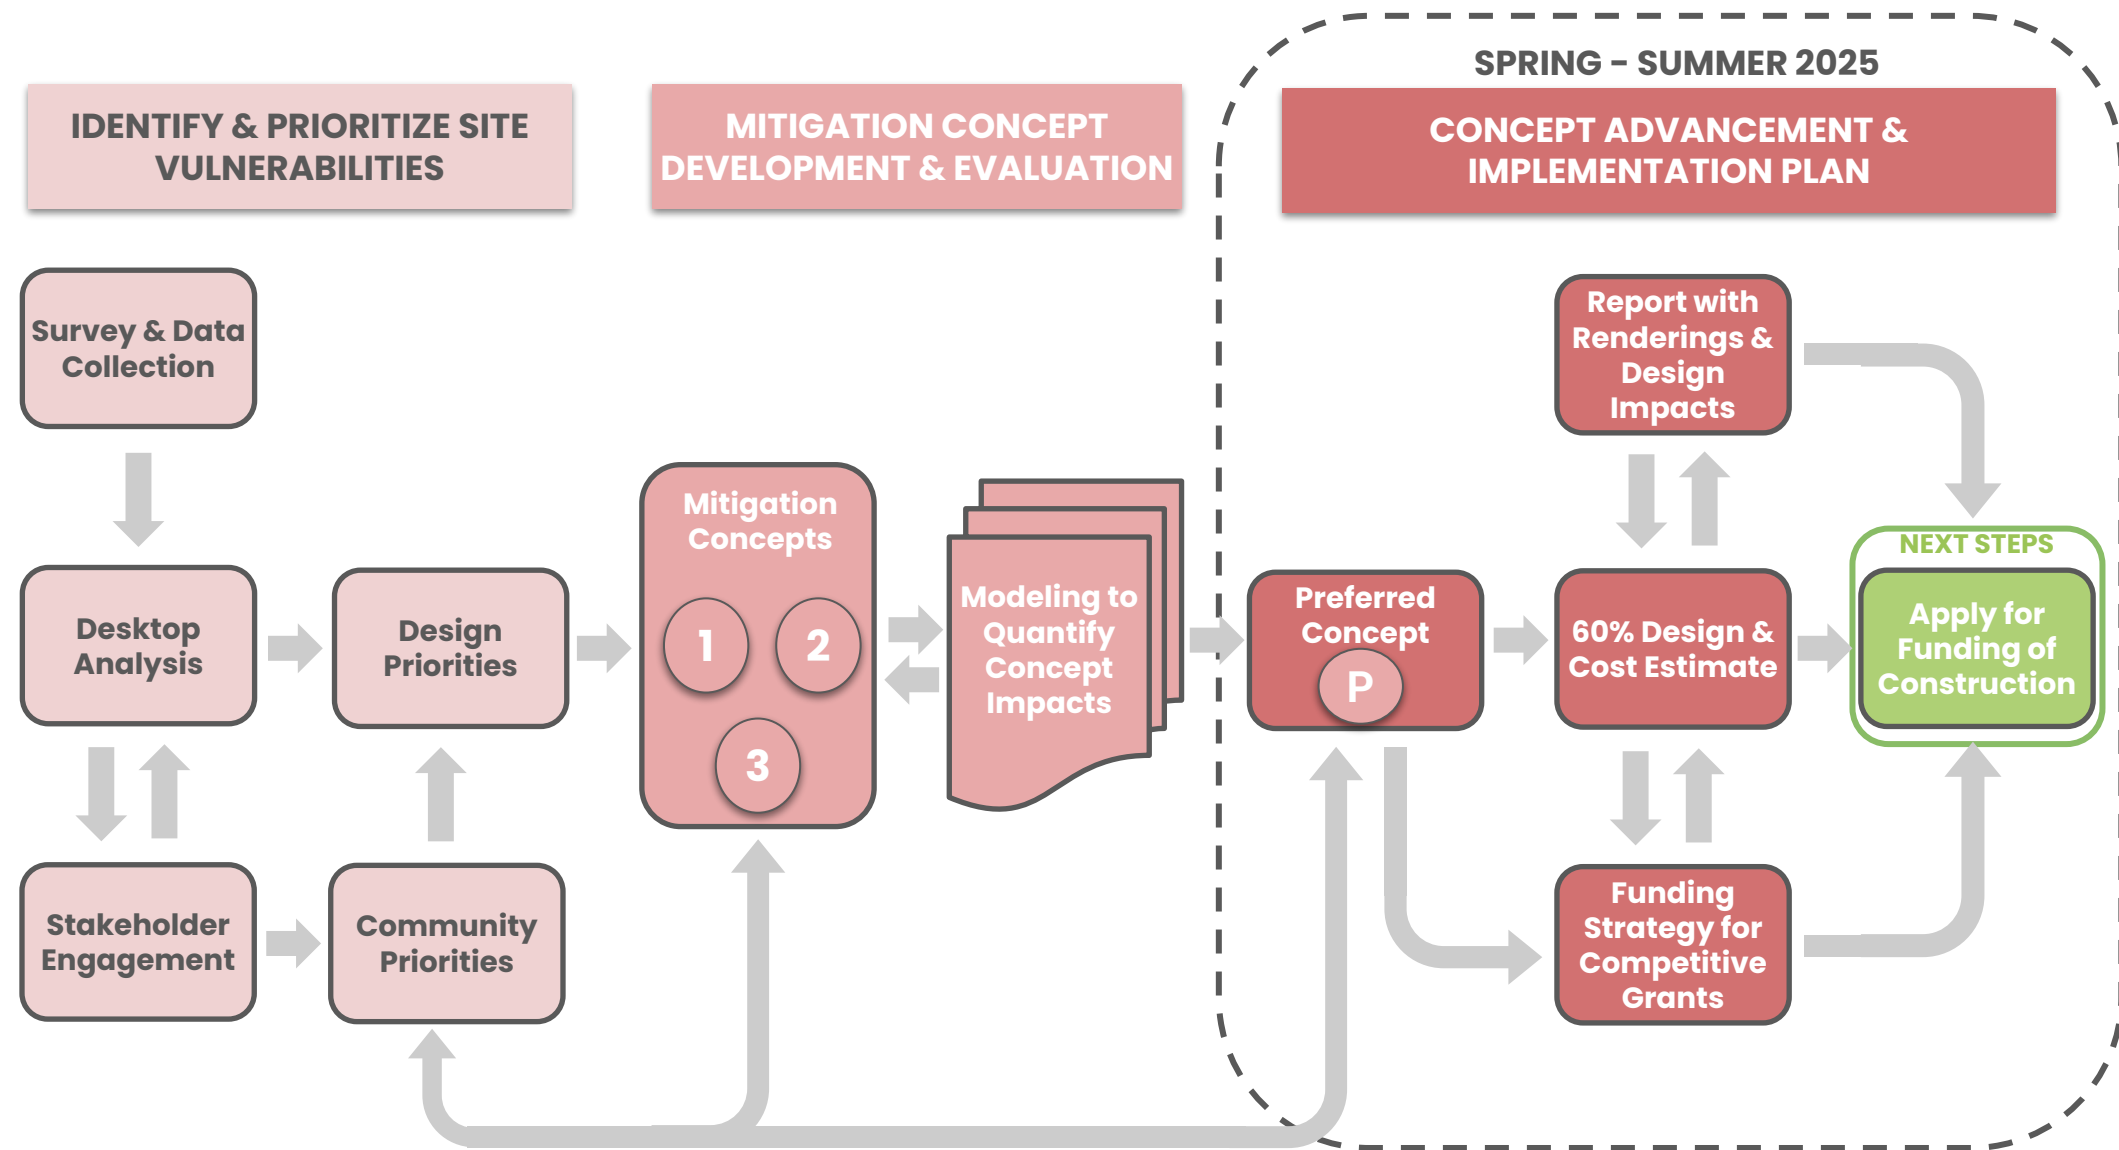 SPRING - SUMMER 2025
IDENTIFY & PRIORITIZE SITE
VULNERABILITIES
MITIGATION CONCEPT
DEVELOPMENT & EVALUATION
CONCEPT ADVANCEMENT &
IMPLEMENTATION PLAN
Survey & Data
Collection
Desktop
Analysis
Stakeholder
Engagement
Design
Priorities
Community
Priorities
Mitigation
Concepts
1
2
3
Modeling to
Quantify
Concept
Impacts
Preferred
Concept
P
Report with
Renderings &
Design
Impacts
60% Design &
Cost Estimate
Funding
Strategy for
Competitive
Grants
NEXT STEPS
Apply for
Funding of
Construction